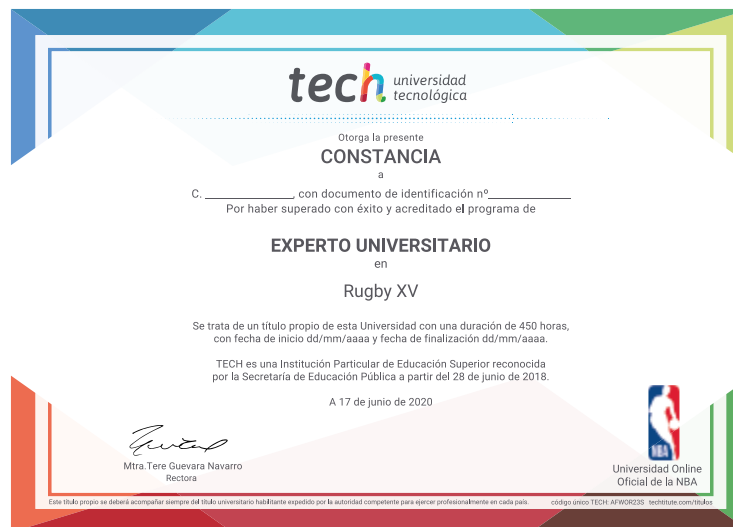 tech universidad
tecnológica
Otorga la presente
CONSTANCIA
a
C. ______________, con documento de identificación nº______________
Por haber superado con éxito y acreditado el programa de
EXPERTO UNIVERSITARIO
en
Rugby XV
Se trata de un título propio de esta Universidad con una duración de 450 horas,
con fecha de inicio dd/mm/aaaa y fecha de finalización dd/mm/aaaa.
TECH es una Institución Particular de Educación Superior reconocida
por la Secretaría de Educación Pública a partir del 28 de junio de 2018.
A 17 de junio de 2020
Mtra.Tere Guevara Navarro
Rectora
NBA
Universidad Online
Oficial de la NBA
Este título propio se deberá acompañar siempre del título universitario habilitante expedido por la autoridad competente para ejercer profesionalmente en cada país. código único TECH: AFWOR23S techtitute.com/títulos